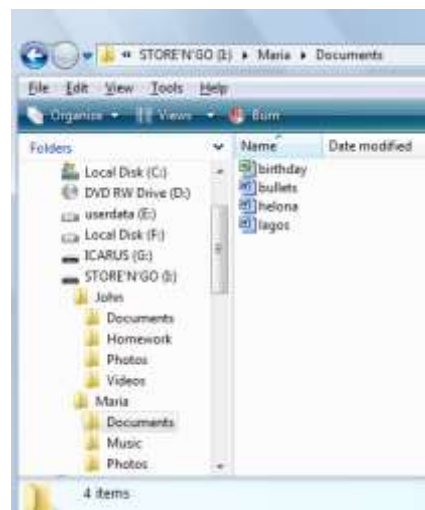 « STORE'N'GO (I:) ▸ Maria ▸ Documents
File Edit View Tools Help
Organize Views Burn
Folders
Name Date modified
Local Disk (C:)
DVD RW Drive (D:)
userdata (E:)
Local Disk (F:)
ICARUS (G:)
STORE'N'GO (I:)
John
Documents
Homework
Photos
Videos
Maria
Documents
Music
Photos
birthday
bullets
helona
lagos
4 items